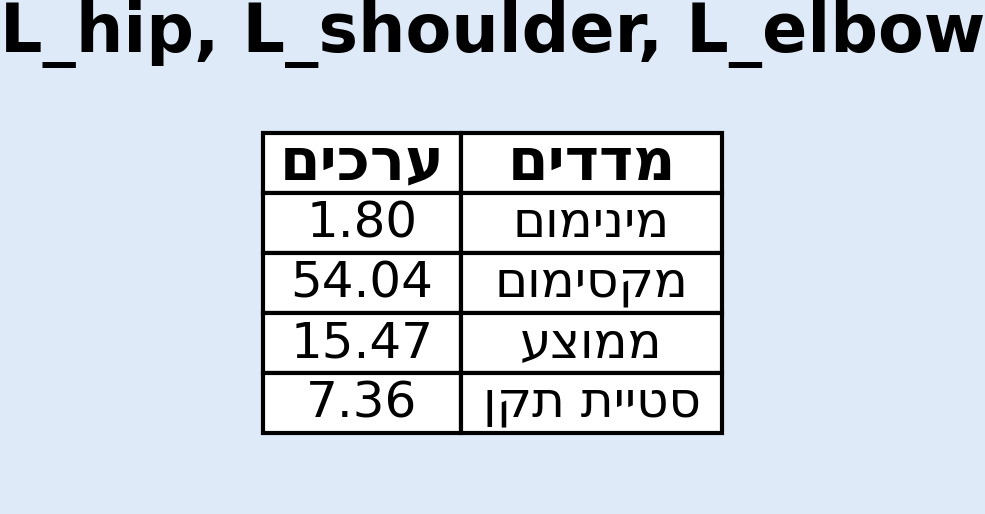 L_hip, L_shoulder, L_elbow
מדדים ערכים
מינימום 1.80
מקסימום 54.04
ממוצע 15.47
סטיית תקן 7.36